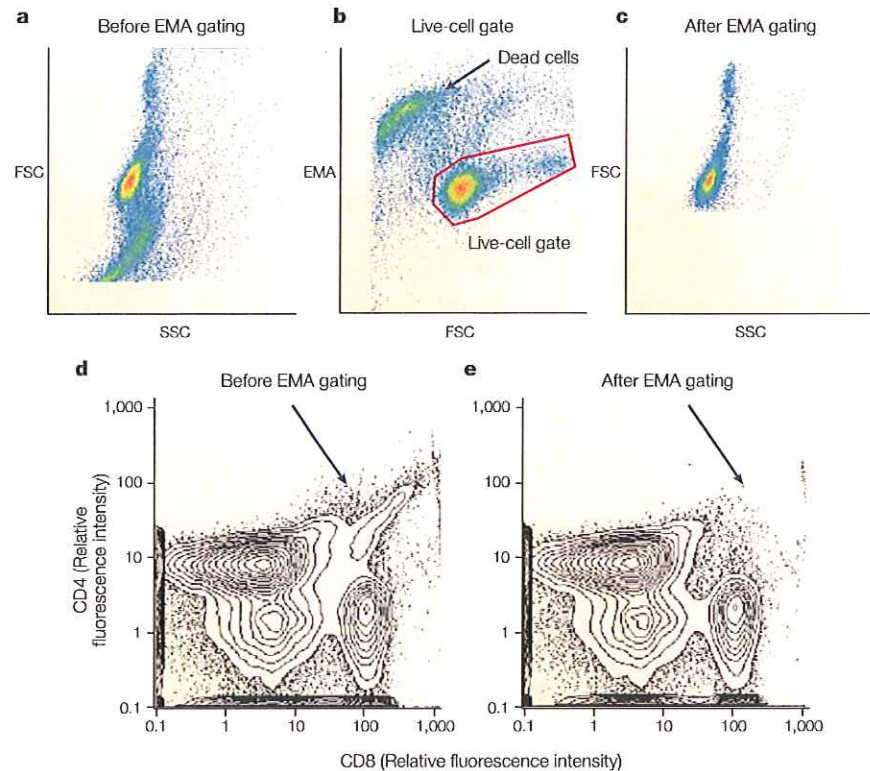 a
Before EMA gating
FSC
SSC
b
Live-cell gate
Dead cells
EMA
Live-cell gate
FSC
c
After EMA gating
FSC
SSC
d
Before EMA gating
1,000
100
10
1
0.1
CD4 (Relative
fluorescence intensity)
0.1 1 10 100 1,000
e
After EMA gating
1,000
100
10
1
0.1
0.1 1 10 100 1,000
CD8 (Relative fluorescence intensity)